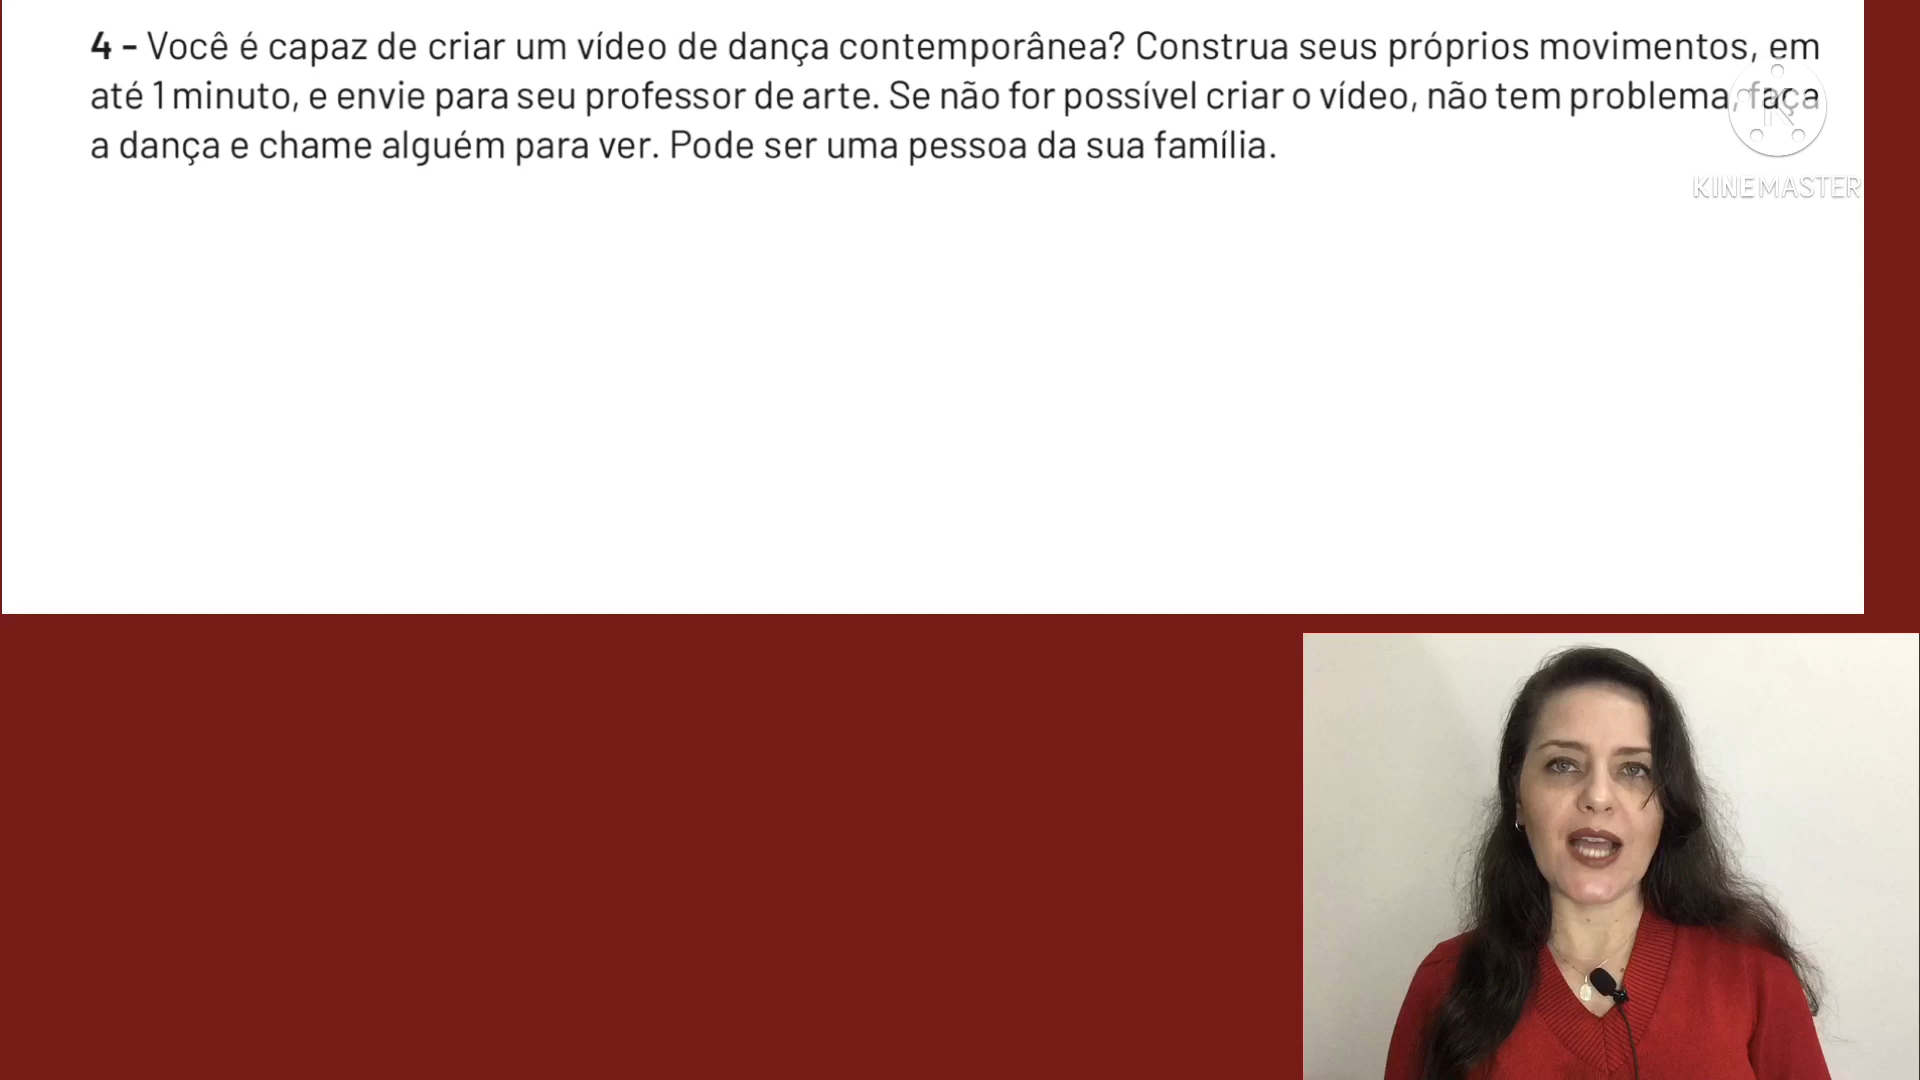 4 - Você é capaz de criar um vídeo de dança contemporânea? Construa seus próprios movimentos, em
até 1 minuto, e envie para seu professor de arte. Se não for possível criar o vídeo, não tem problema, faça
a dança e chame alguém para ver. Pode ser uma pessoa da sua família.
KINEMASTER